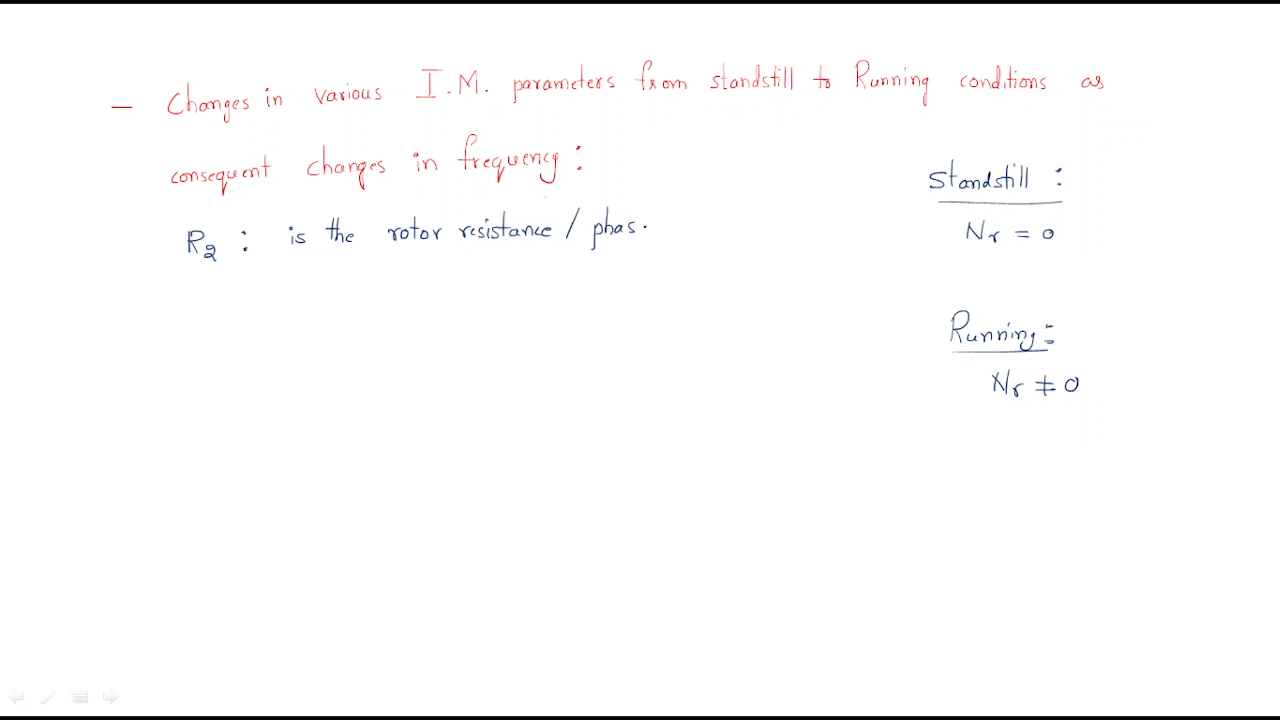 — Changes in various I.M. parameters from standstill to Running conditions as
consequent changes in frequency :
R2 : is the rotor resistance / phas.
Standstill :
Nr = 0
Running :
Nr ≠ 0